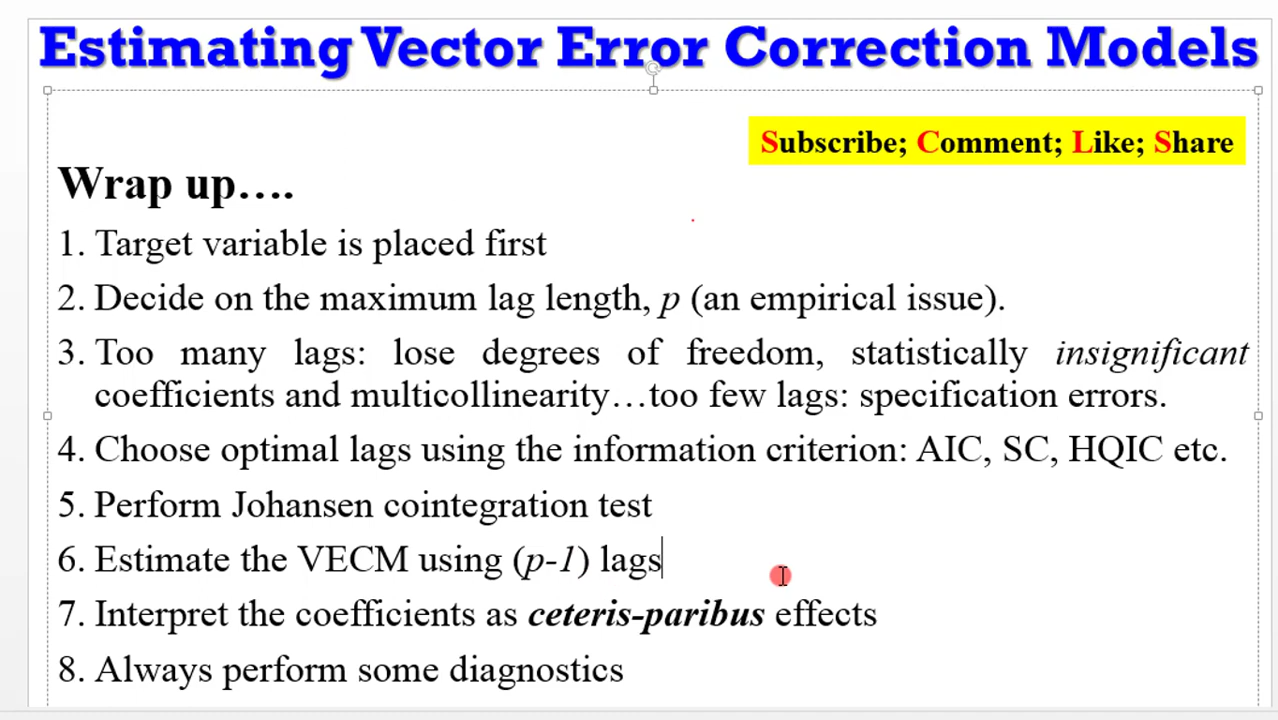 Estimating Vector Error Correction Models
Subscribe; Comment; Like; Share
Wrap up….
1. Target variable is placed first
2. Decide on the maximum lag length, p (an empirical issue).
3. Too many lags: lose degrees of freedom, statistically insignificant
coefficients and multicollinearity…too few lags: specification errors.
4. Choose optimal lags using the information criterion: AIC, SC, HQIC etc.
5. Perform Johansen cointegration test
6. Estimate the VECM using (p-1) lags
7. Interpret the coefficients as ceteris-paribus effects
8. Always perform some diagnostics